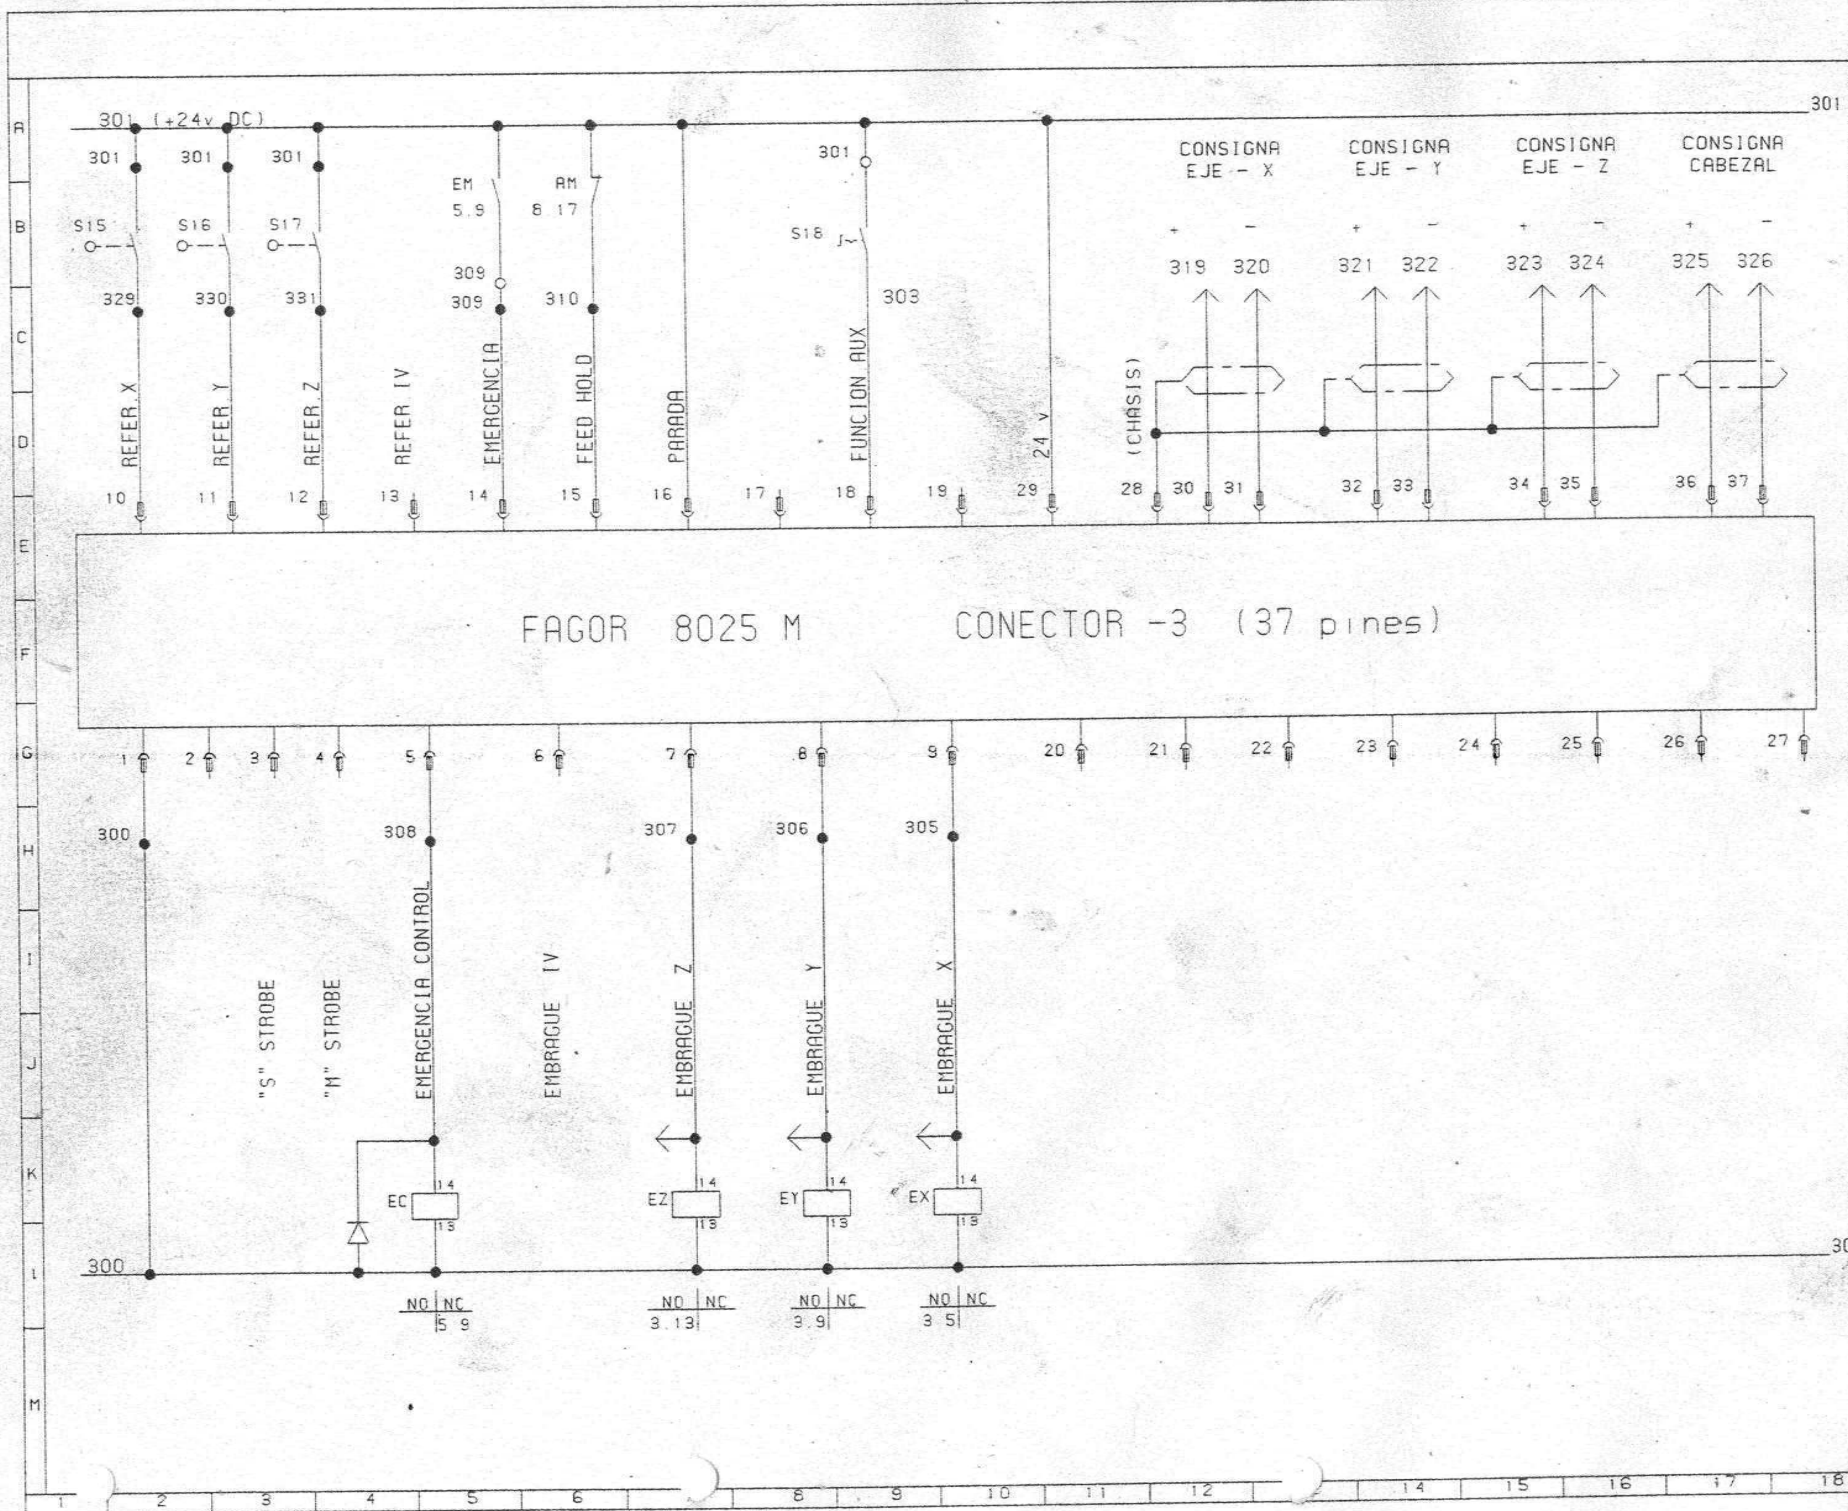 301 (+24v DC)
301
A
301 301 301
301
CONSIGNA EJE - X
CONSIGNA EJE - Y
CONSIGNA EJE - Z
CONSIGNA CABEZAL
EM 5.9
AM 8.17
B
S15 S16 S17
S18
+ - + - + - + -
319 320 321 322 323 324 325 326
309
329 330 331 309 310
303
C
REFER.X
REFER.Y
REFER.Z
REFER IV
EMERGENCIA
FEED HOLD
PARADA
FUNCION AUX
24 v
(CHASIS)
D
10 11 12 13 14 15 16 17 18 19 29 28 30 31 32 33 34 35 36 37
E
FAGOR 8025 M CONECTOR -3 (37 pines)
F
G
1 2 3 4 5 6 7 8 9 20 21 22 23 24 25 26 27
300 308 307 306 305
H
I
"S" STROBE
"M" STROBE
EMERGENCIA CONTROL
EMBRAGUE IV
EMBRAGUE Z
EMBRAGUE Y
EMBRAGUE X
J
K
14 14 14 14
EC EZ EY EX
13 13 13 13
300
30
NO NC NO NC NO NC NO NC
5 9 3.13 3.9 3 5
M
1 2 3 4 5 6 8 9 10 11 12 14 15 16 17 18